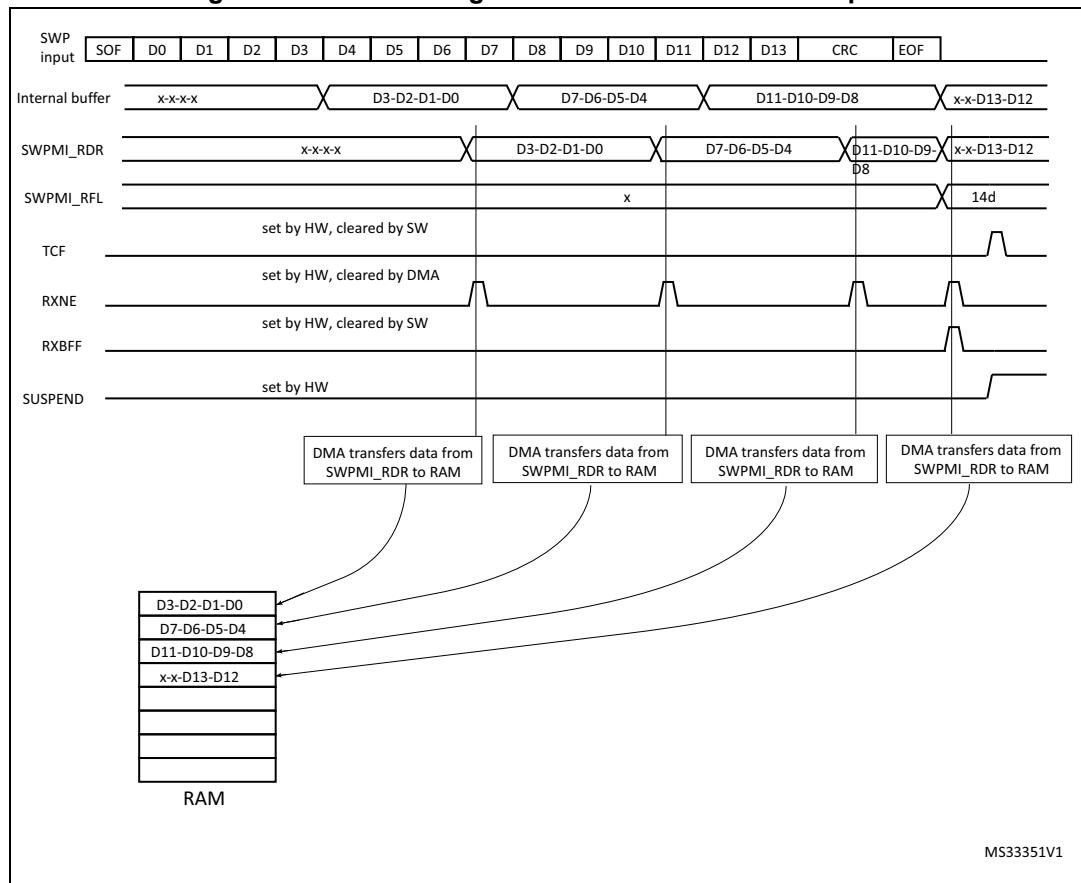 SWP input SOF D0 D1 D2 D3 D4 D5 D6 D7 D8 D9 D10 D11 D12 D13 CRC EOF
Internal buffer x-x-x-x D3-D2-D1-D0 D7-D6-D5-D4 D11-D10-D9-D8 x-x-D13-D12
SWPMI_RDR x-x-x-x D3-D2-D1-D0 D7-D6-D5-D4 D11-D10-D9-D8 x-x-D13-D12
SWPMI_RFL x 14d
set by HW, cleared by SW
TCF
set by HW, cleared by DMA
RXNE
set by HW, cleared by SW
RXBFF
set by HW
SUSPEND
DMA transfers data from
SWPMI_RDR to RAM
DMA transfers data from
SWPMI_RDR to RAM
DMA transfers data from
SWPMI_RDR to RAM
DMA transfers data from
SWPMI_RDR to RAM
D3-D2-D1-D0
D7-D6-D5-D4
D11-D10-D9-D8
x-x-D13-D12
RAM
MS33351V1